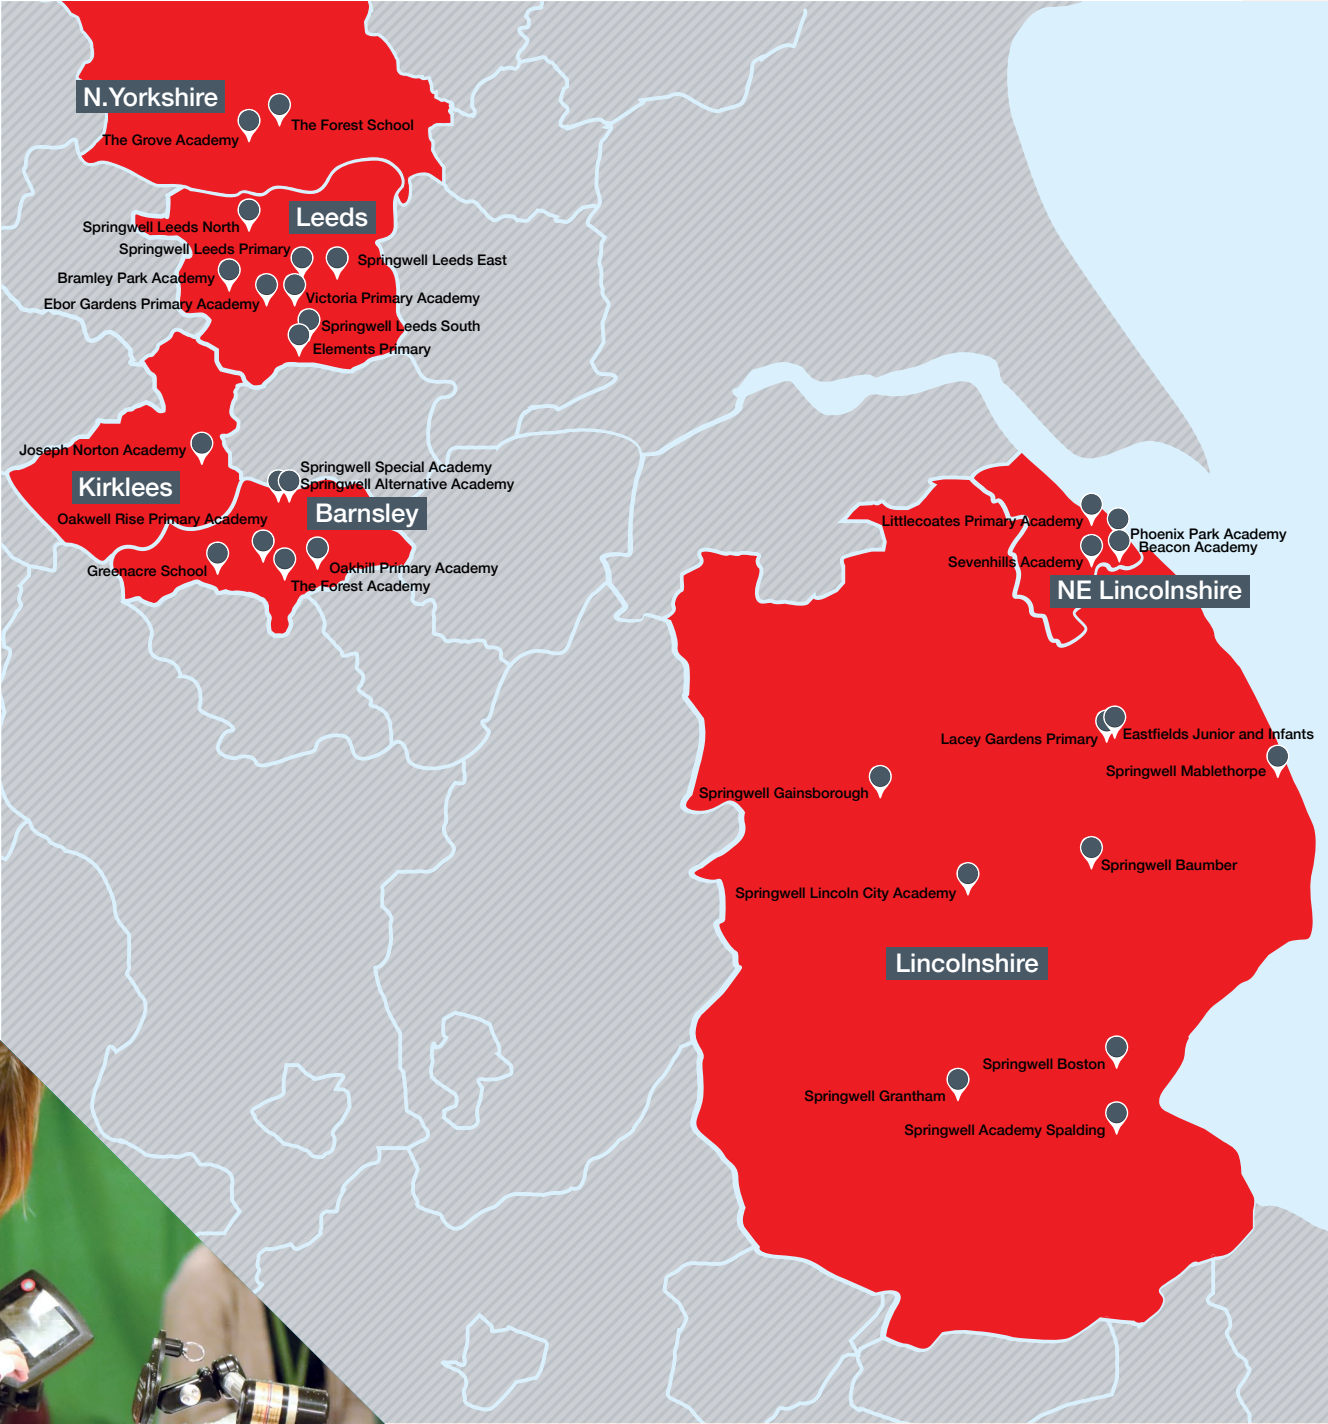 N.Yorkshire
The Forest School
The Grove Academy
Leeds
Springwell Leeds North
Springwell Leeds Primary
Springwell Leeds East
Bramley Park Academy
Ebor Gardens Primary Academy
Victoria Primary Academy
Springwell Leeds South
Elements Primary
Joseph Norton Academy
Kirklees
Springwell Special Academy
Springwell Alternative Academy
Barnsley
Oakwell Rise Primary Academy
Greenacre School
Oakhill Primary Academy
The Forest Academy
Littlecoates Primary Academy
Phoenix Park Academy
Beacon Academy
Sevenhills Academy
NE Lincolnshire
Lacey Gardens Primary
Eastfields Junior and Infants
Springwell Mablethorpe
Springwell Gainsborough
Springwell Baumber
Springwell Lincoln City Academy
Lincolnshire
Springwell Boston
Springwell Grantham
Springwell Academy Spalding